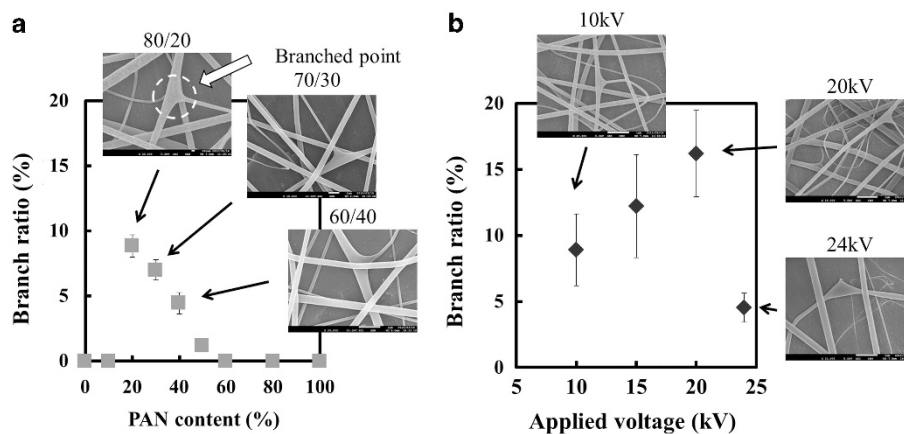 a
80/20
Branched point
70/30
60/40
Branch ratio (%)
20
15
10
5
0
0 20 40 60 80 100
PAN content (%)
b
10kV
20kV
24kV
Branch ratio (%)
20
15
10
5
0
5 10 15 20 25
Applied voltage (kV)